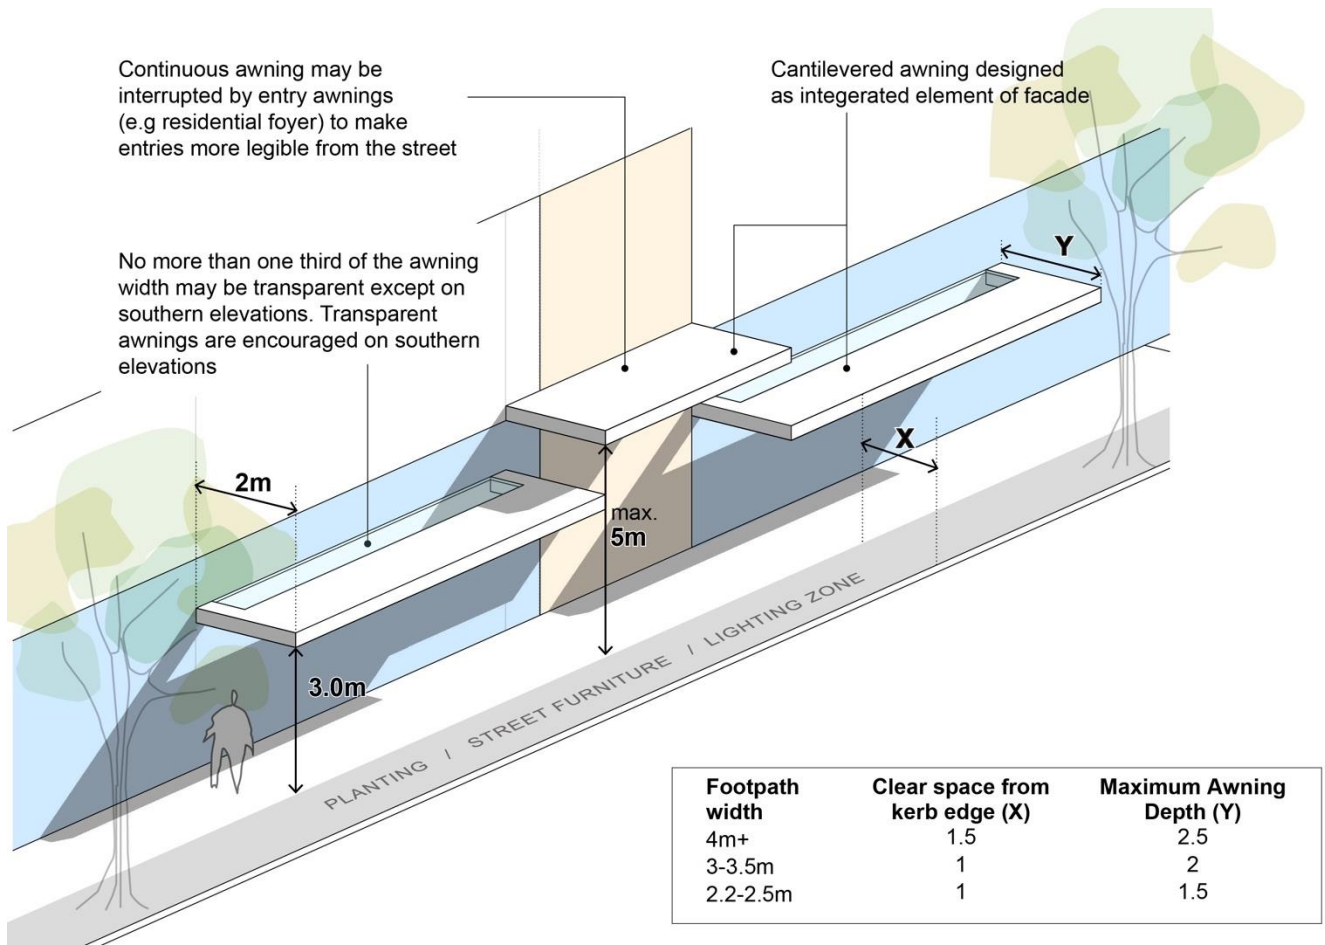 Continuous awning may be
interrupted by entry awnings
(e.g residential foyer) to make
entries more legible from the street
Cantilevered awning designed
as integerated element of facade
No more than one third of the awning
width may be transparent except on
southern elevations. Transparent
awnings are encouraged on southern
elevations
Y
X
2m
max.
5m
3.0m
PLANTING / STREET FURNITURE / LIGHTING ZONE
Footpath width Clear space from kerb edge (X) Maximum Awning Depth (Y)
4m+ 1.5 2.5
3-3.5m 1 2
2.2-2.5m 1 1.5